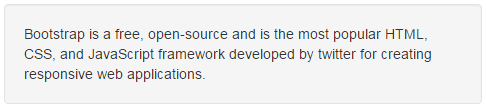 Bootstrap is a free, open-source and is the most popular HTML,
CSS, and JavaScript framework developed by twitter for creating
responsive web applications.